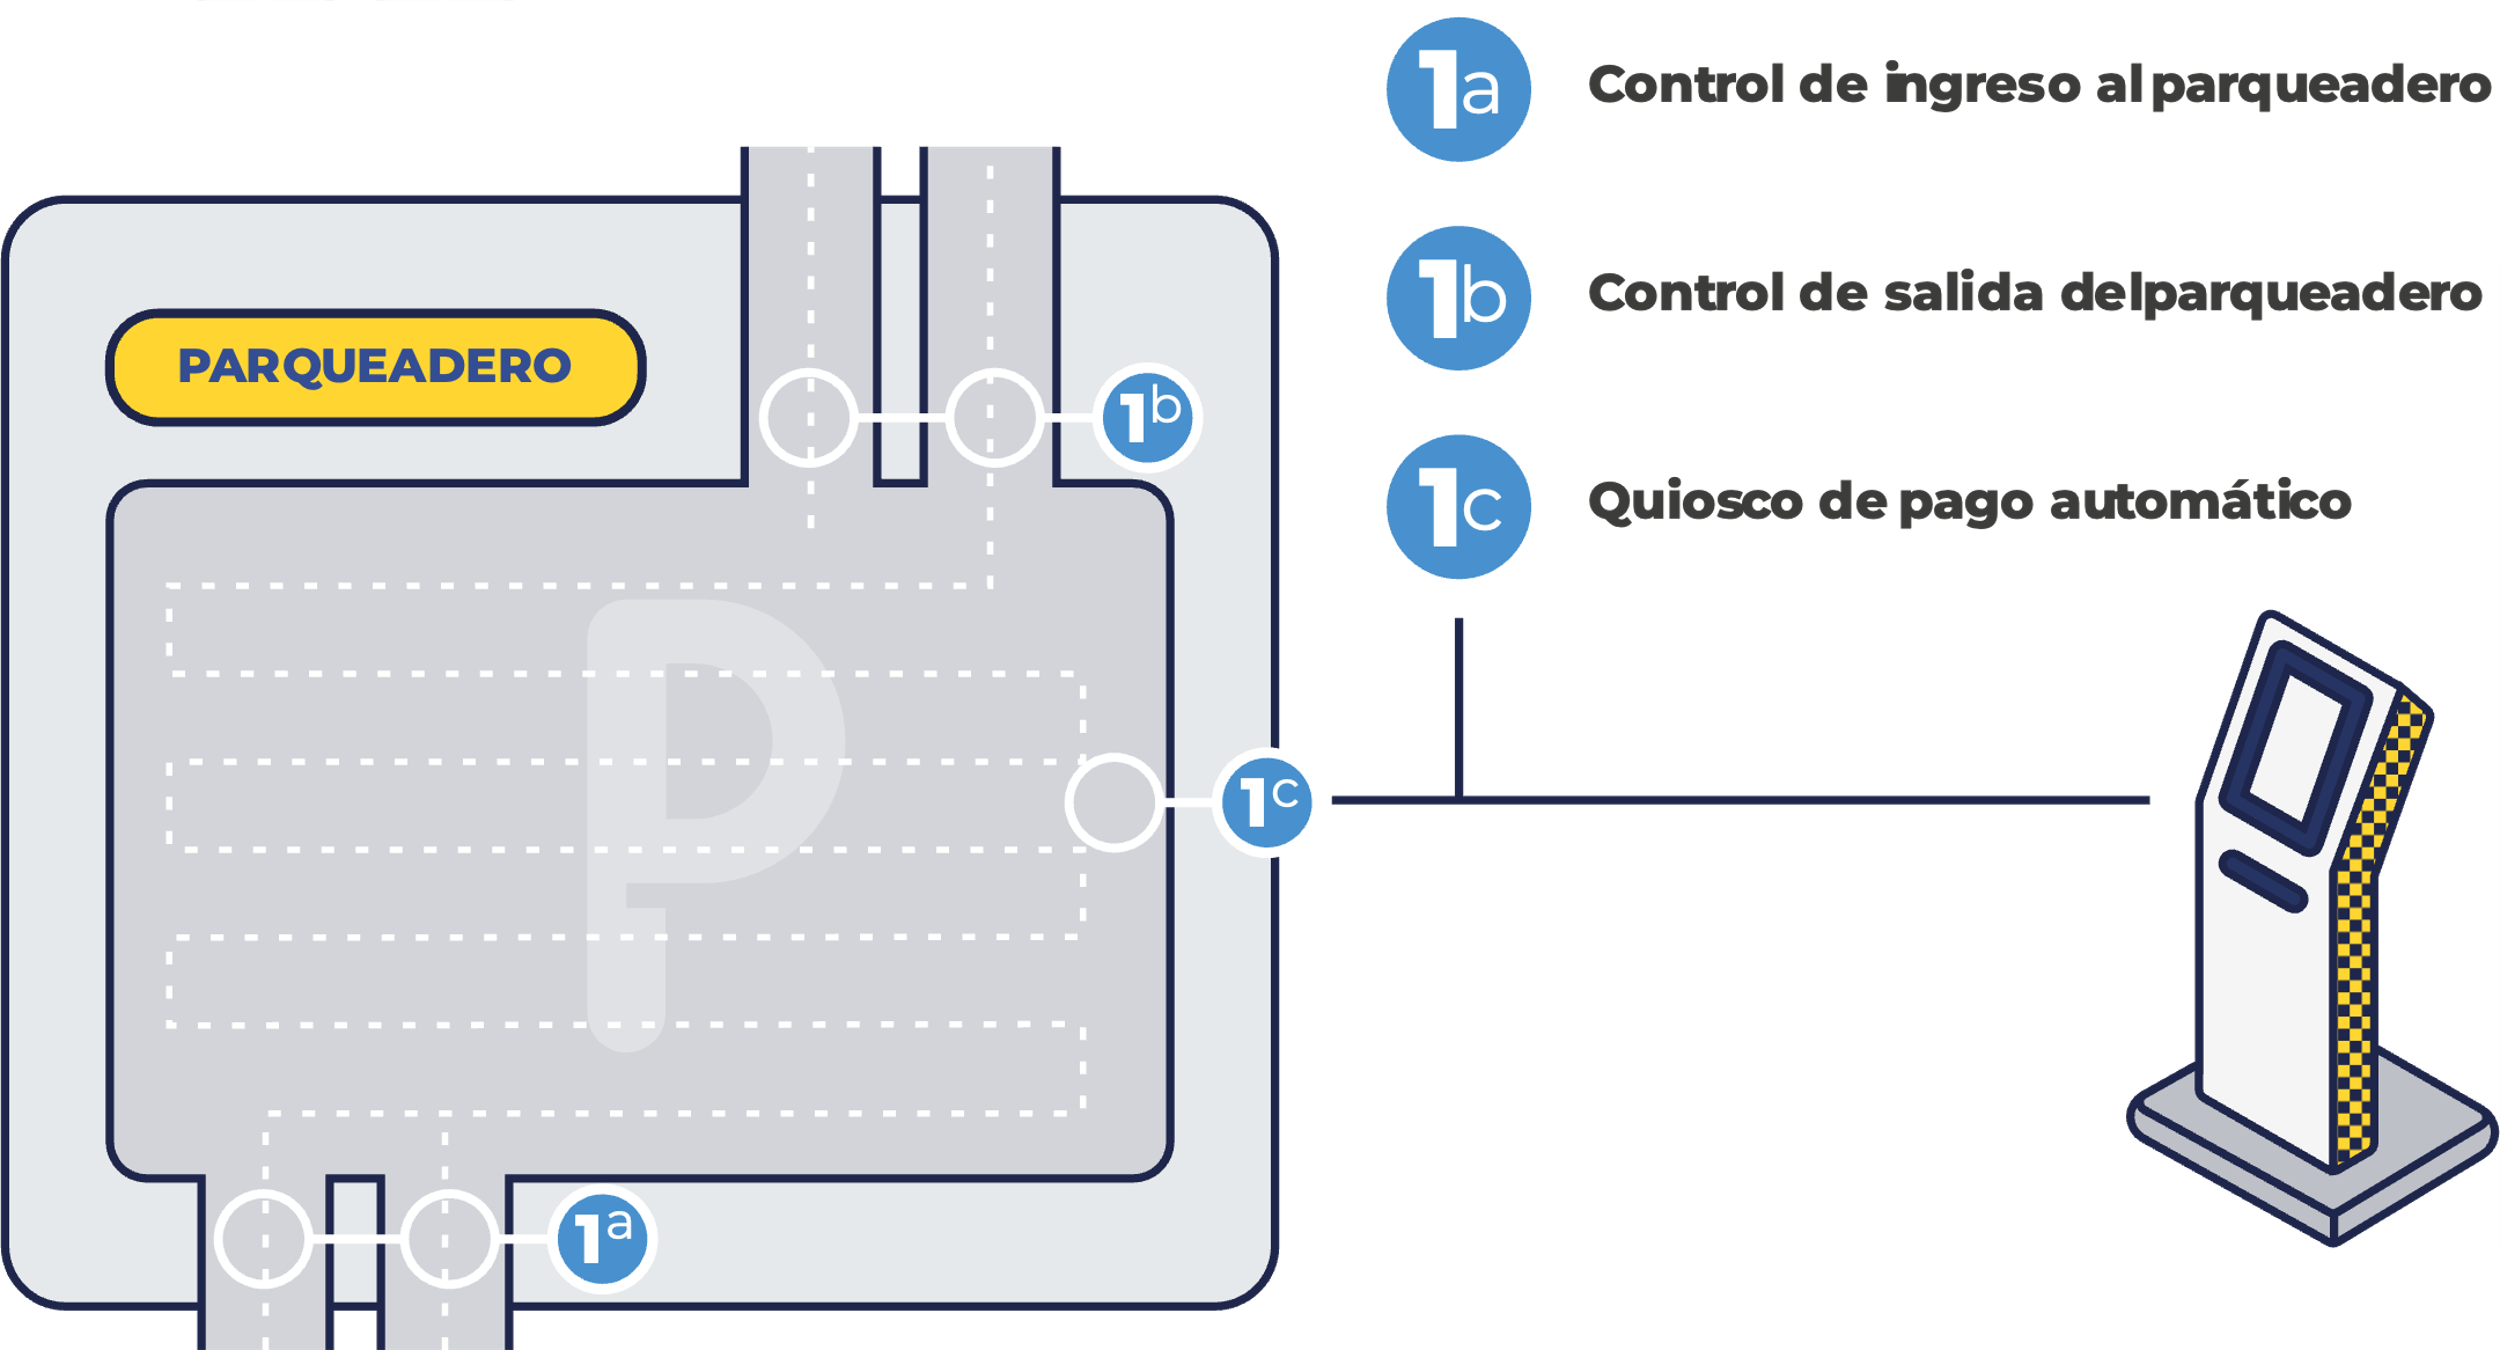 1a Control de ingreso al parqueadero
1b Control de salida del parqueadero
PARQUEADERO
1b
1c Quiosco de pago automático
P
1c
1a